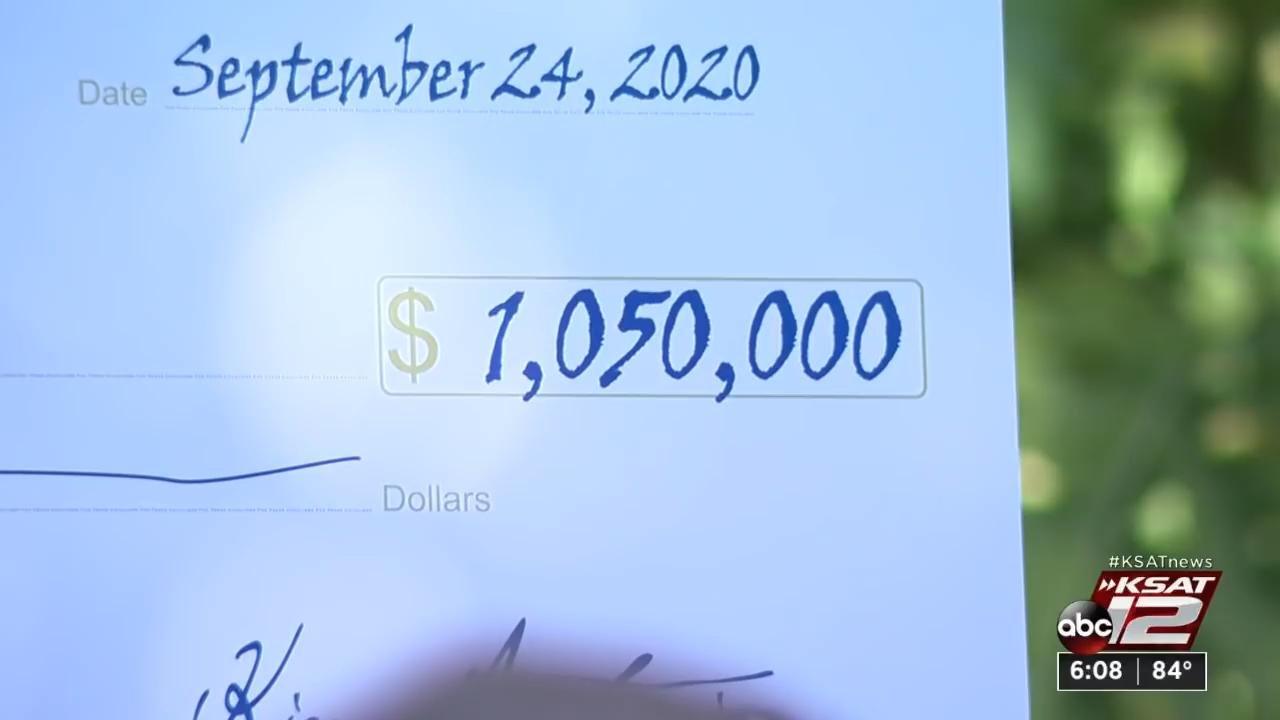 Date September 24, 2020
$ 1,050,000
Dollars
#KSATnews
KSAT
abc 12
6:08 84°